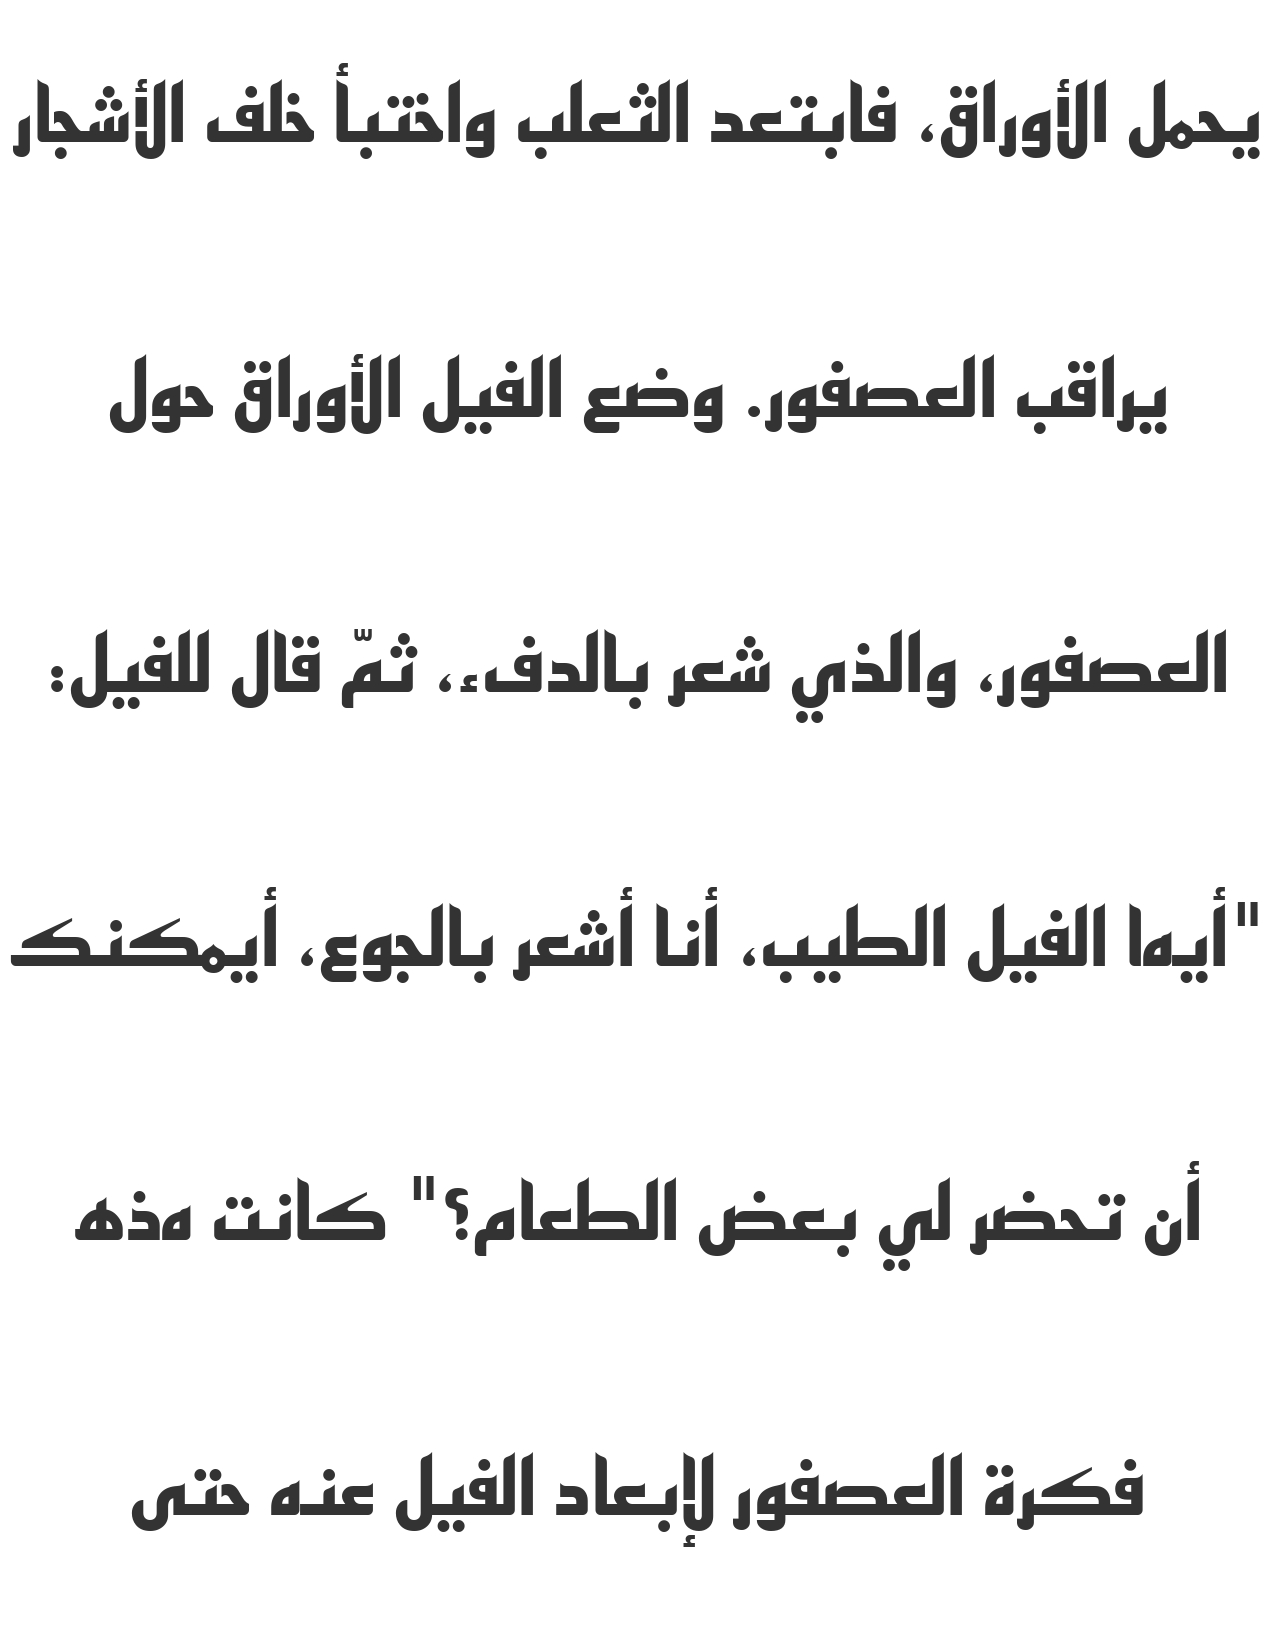 يحمل الأوراق، فابتعد الثعلب واختبأ خلف الأشجار
يراقب العصفور. وضع الفيل الأوراق حول
العصفور، والذي شعر بالدفء، ثمّ قال للفيل:
"أيها الفيل الطيب، أنا أشعر بالجوع، أيمكنك
أن تحضر لي بعض الطعام؟" كانت هذه
فكرة العصفور لإبعاد الفيل عنه حتى